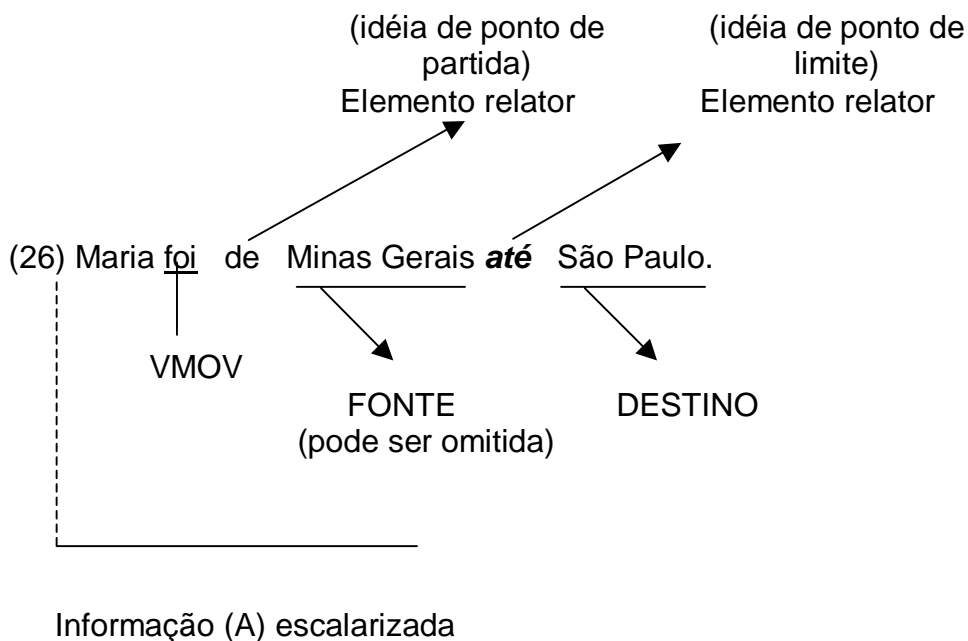 (idéia de ponto de
partida)
Elemento relator
(idéia de ponto de
limite)
Elemento relator
(26) Maria foi de Minas Gerais até São Paulo.
VMOV
FONTE
(pode ser omitida)
DESTINO
Informação (A) escalarizada